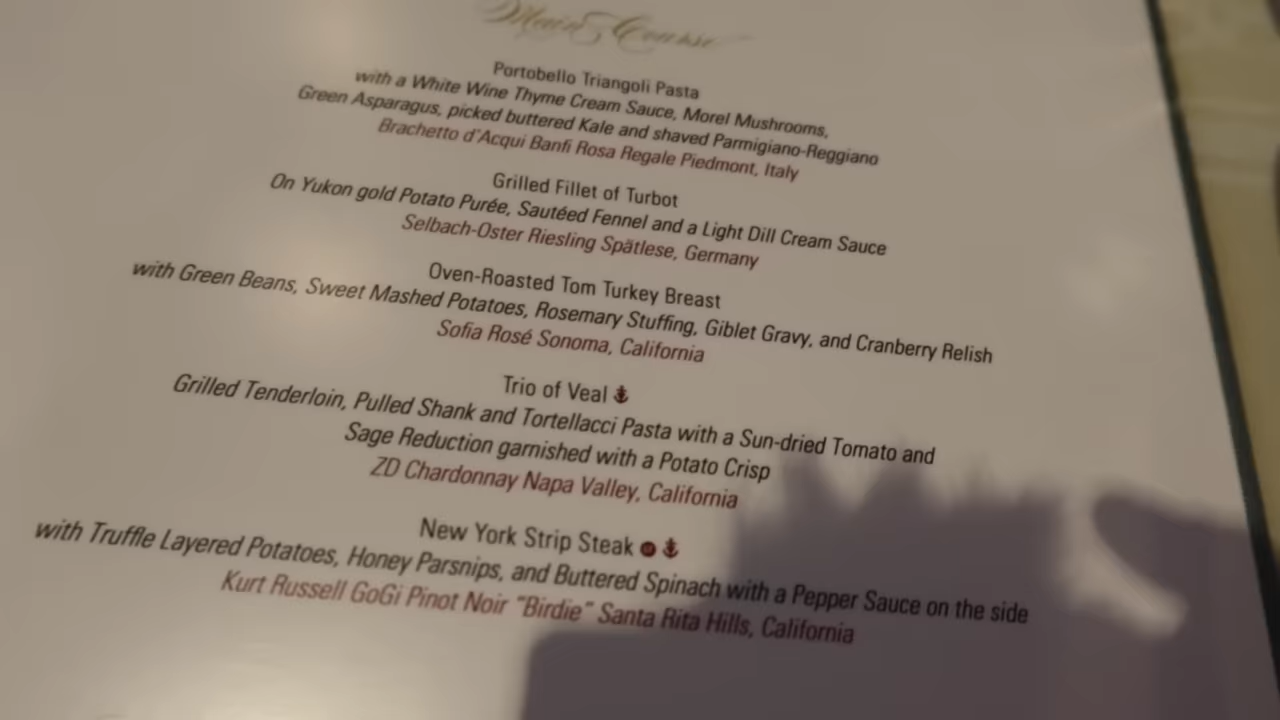 Main Course
Portobello Triangoli Pasta
with a White Wine Thyme Cream Sauce, Morel Mushrooms,
Green Asparagus, picked buttered Kale and shaved Parmigiano-Reggiano
Brachetto d'Acqui Banfi Rosa Regale Piedmont, Italy
Grilled Fillet of Turbot
On Yukon gold Potato Purée, Sautéed Fennel and a Light Dill Cream Sauce
Selbach-Oster Riesling Spätlese, Germany
Oven-Roasted Tom Turkey Breast
with Green Beans, Sweet Mashed Potatoes, Rosemary Stuffing, Giblet Gravy, and Cranberry Relish
Sofia Rosé Sonoma, California
Trio of Veal
Grilled Tenderloin, Pulled Shank and Tortellacci Pasta with a Sun-dried Tomato and
Sage Reduction garnished with a Potato Crisp
ZD Chardonnay Napa Valley, California
New York Strip Steak
with Truffle Layered Potatoes, Honey Parsnips, and Buttered Spinach with a Pepper Sauce on the side
Kurt Russell GoGi Pinot Noir "Birdie" Santa Rita Hills, California